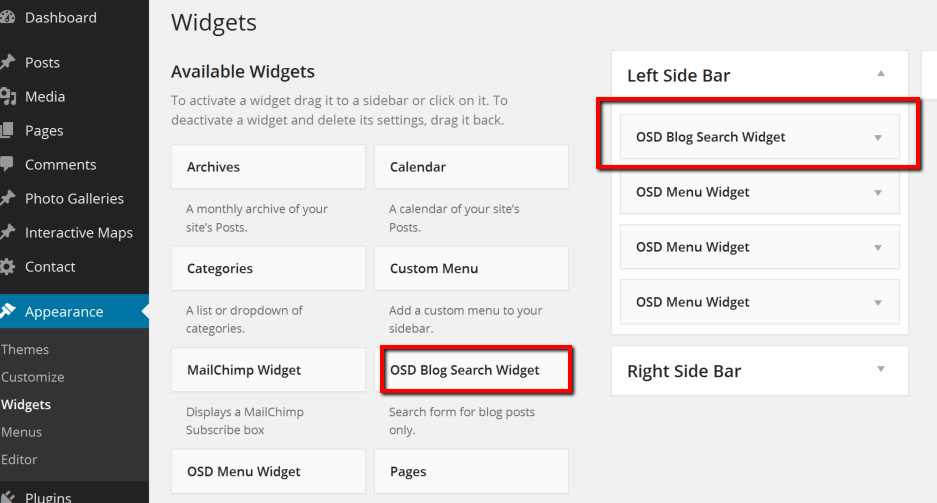 Dashboard
Posts
Media
Pages
Comments
Photo Galleries
Interactive Maps
Contact
Appearance
Themes
Customize
Widgets
Menus
Editor
Plugins
Widgets
Available Widgets
To activate a widget drag it to a sidebar or click on it. To
deactivate a widget and delete its settings, drag it back.
Archives
A monthly archive of your
site's Posts.
Calendar
A calendar of your site's
Posts.
Categories
A list or dropdown of
categories.
Custom Menu
Add a custom menu to your
sidebar.
MailChimp Widget
Displays a MailChimp
Subscribe box
OSD Blog Search Widget
Search form for blog posts
only.
OSD Menu Widget
Pages
Left Side Bar
OSD Blog Search Widget
OSD Menu Widget
OSD Menu Widget
OSD Menu Widget
Right Side Bar